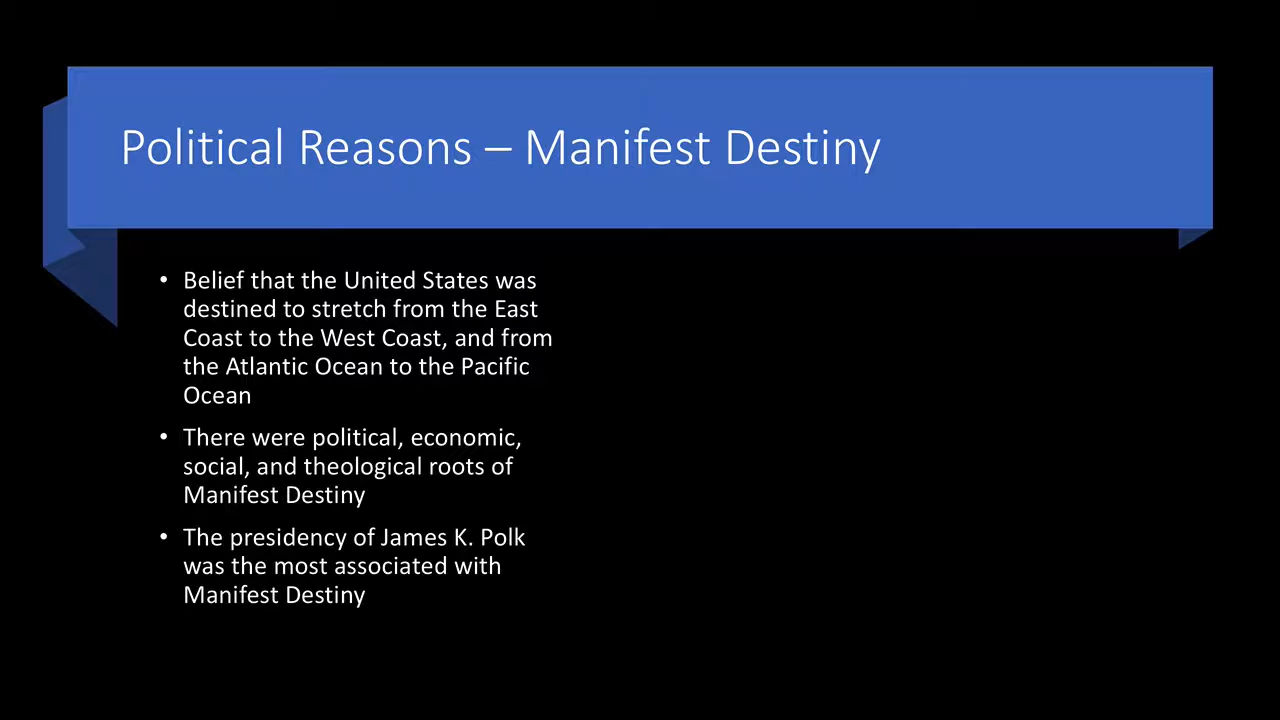 Political Reasons – Manifest Destiny
• Belief that the United States was
destined to stretch from the East
Coast to the West Coast, and from
the Atlantic Ocean to the Pacific
Ocean
• There were political, economic,
social, and theological roots of
Manifest Destiny
• The presidency of James K. Polk
was the most associated with
Manifest Destiny